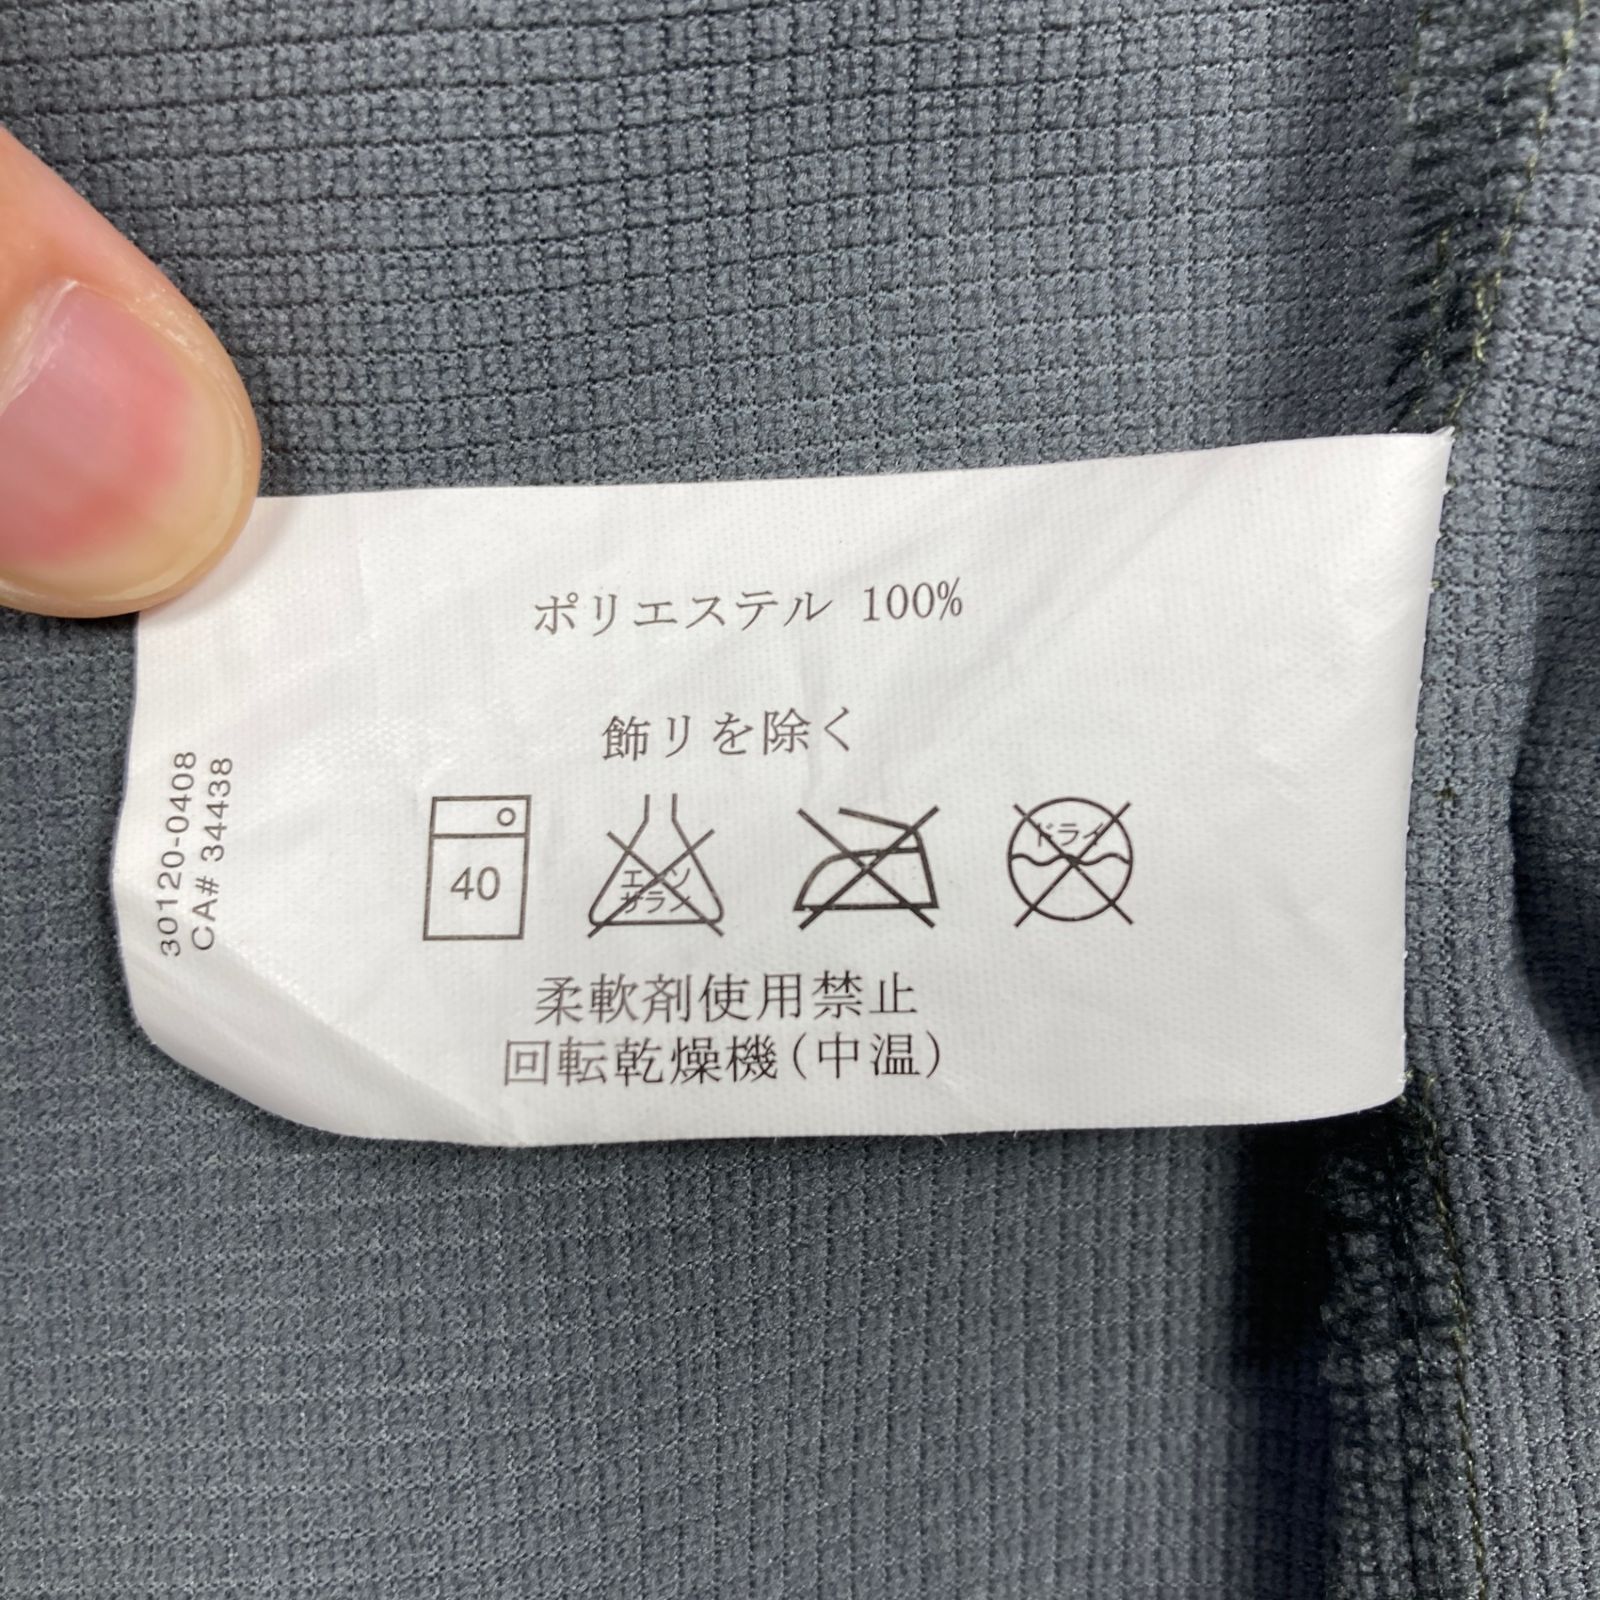 ポリエステル 100%
飾りを除く
30120-0408
CA# 34438
40
エンソ
サラシ
ドライ
柔軟剤使用禁止
回転乾燥機(中温)